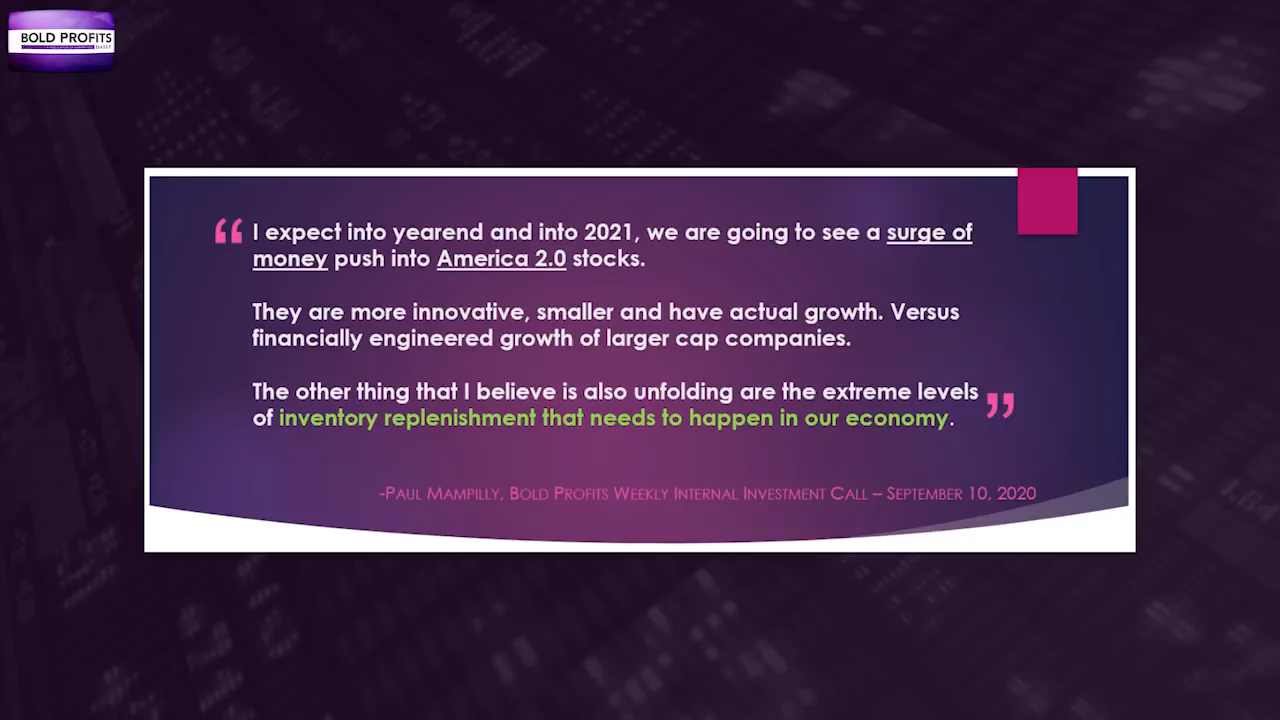 BOLD PROFITS
DAILY
“ I expect into yearend and into 2021, we are going to see a surge of
money push into America 2.0 stocks.
They are more innovative, smaller and have actual growth. Versus
financially engineered growth of larger cap companies.
The other thing that I believe is also unfolding are the extreme levels
of inventory replenishment that needs to happen in our economy. ”
-Paul Mampilly, Bold Profits Weekly Internal Investment Call – September 10, 2020